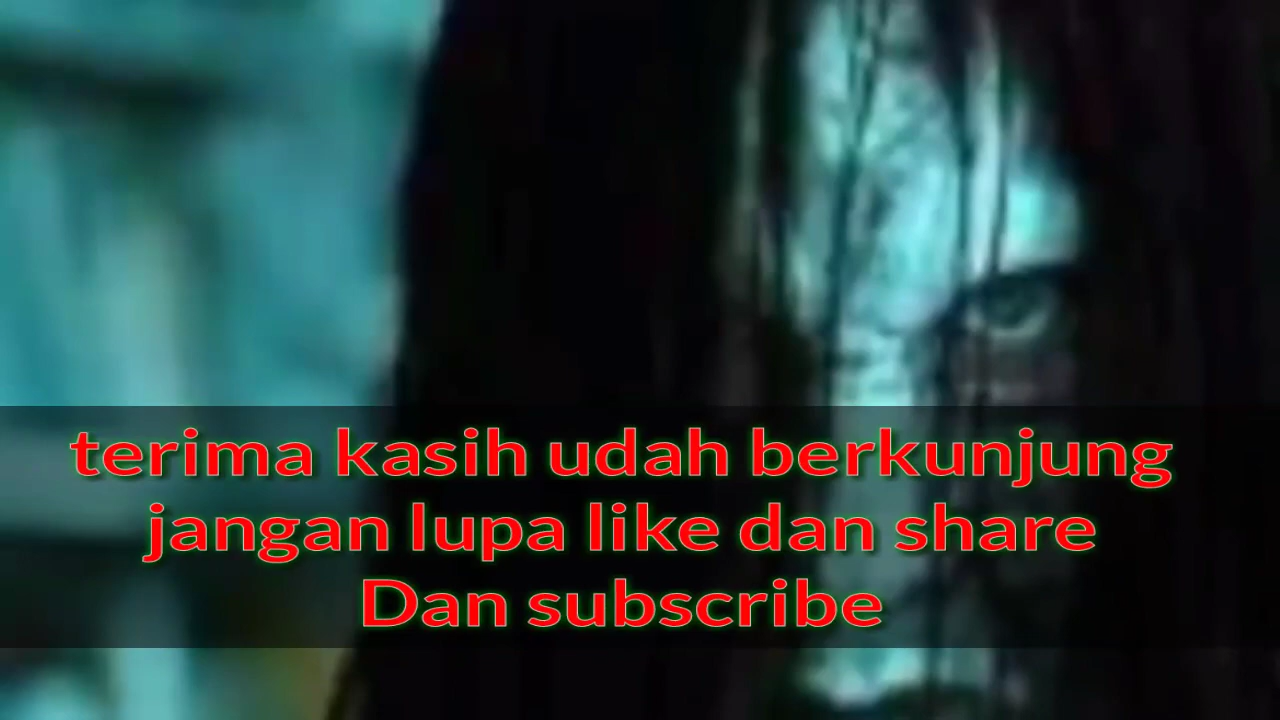 terima kasih udah berkunjung
jangan lupa like dan share
Dan subscribe